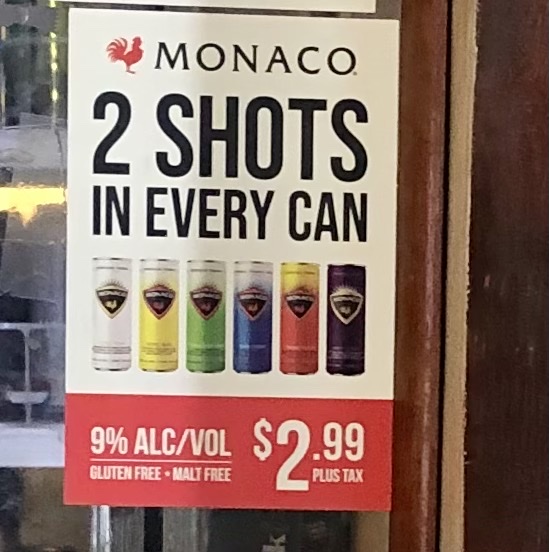 MONACO
2 SHOTS
IN EVERY CAN
9% ALC/VOL
GLUTEN FREE • MALT FREE
$2.99
PLUS TAX